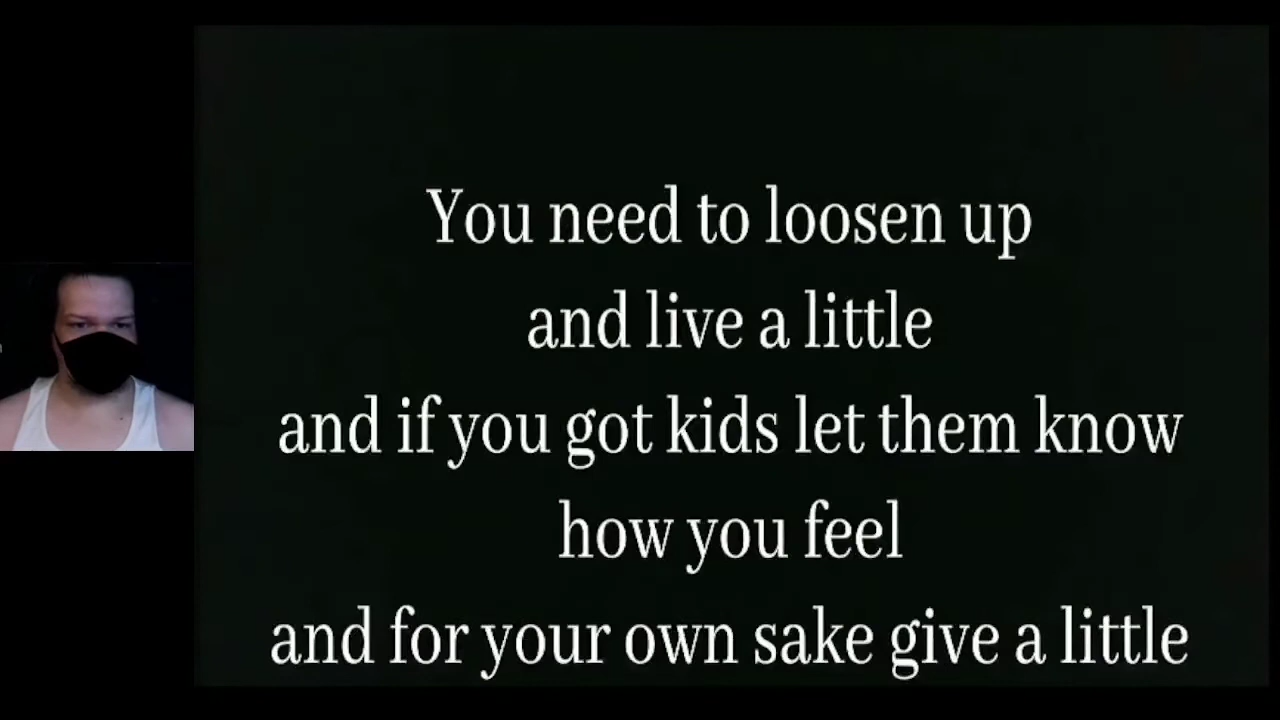 You need to loosen up
and live a little
and if you got kids let them know
how you feel
and for your own sake give a little